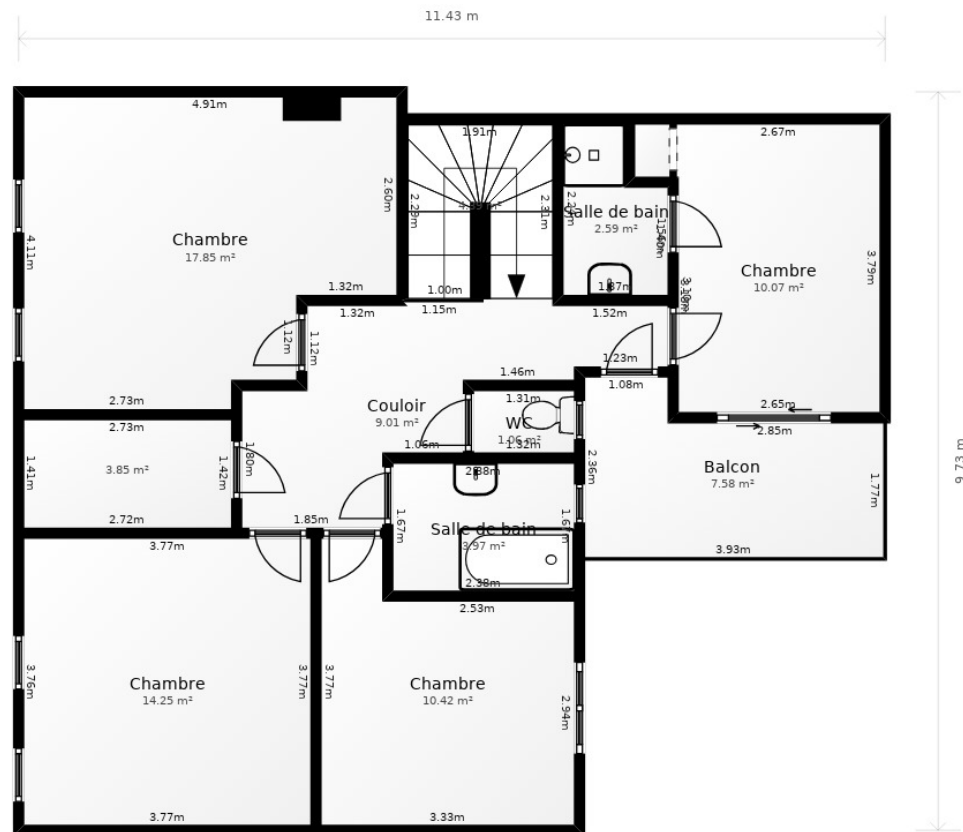 11.43 m
4.91m
1.91m
2.67m
2.60m
2.29m
2.31m
Salle de bain
2.59 m²
Chambre
17.85 m²
4.11m
3.79m
Chambre
10.07 m²
1.32m
1.00m
1.87m
1.32m
1.15m
1.52m
1.12m
1.12m
1.23m
1.46m
1.08m
2.73m
1.31m
2.65m
Couloir
9.01 m²
WC
1.06 m²
2.73m
1.06m
1.32m
2.85m
1.41m
3.85 m²
1.42m
1.80m
2.38m
2.36m
Balcon
7.58 m²
1.77m
9.73 m
2.72m
1.85m
1.67m
Salle de bain
3.97 m²
3.77m
3.93m
2.38m
2.53m
3.76m
Chambre
14.25 m²
3.77m
3.77m
Chambre
10.42 m²
2.94m
3.77m
3.33m